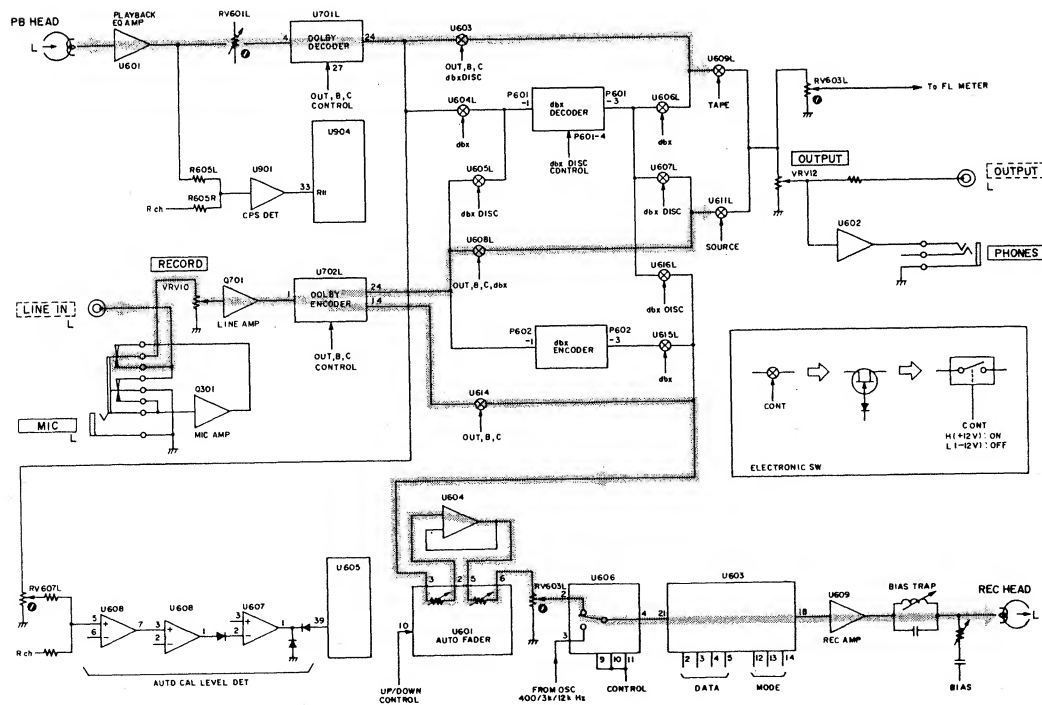 PB HEAD
L
PLAYBACK
EQ AMP
U601
RV601L
U701L
DOLBY
DECODER
4
24
27
OUT, B, C
CONTROL
U603
OUT, B, C
dbxDISC
U604L
dbx
P601
-1
dbx
DECODER
P601
-3
P601-4
dbx DISC
CONTROL
U606L
dbx
U609L
TAPE
RV603L
To FL METER
U904
R605L
R605R
R ch
U901
CPS DET
33
U605L
dbx DISC
U607L
dbx DISC
U611L
SOURCE
OUTPUT
VRV12
OUTPUT
L
U602
PHONES
RECORD
VRV10
Q701
LINE AMP
LINE IN
L
1
U702L
DOLBY
ENCODER
24
14
OUT, B, C
CONTROL
U608L
OUT, B, C, dbx
U616L
dbx DISC
P602
-1
dbx
ENCODER
P602
-3
U615L
dbx
Q301
MIC AMP
MIC
L
U614
OUT, B, C
CONT
CONT
H(+12V) : ON
L(-12V) : OFF
ELECTRONIC SW
U604
3
2
5
6
U601
AUTO FADER
10
UP/DOWN
CONTROL
RV603L
2
U606
4
3
9
10
11
FROM OSC
400/3k/12k Hz
CONTROL
21
U603
18
2
3
4
5
12
13
14
DATA
MODE
U609
REC AMP
BIAS TRAP
REC HEAD
L
BIAS
RV607L
R ch
5
6
U608
7
3
2
U608
1
3
2
U607
1
39
U605
AUTO CAL LEVEL DET